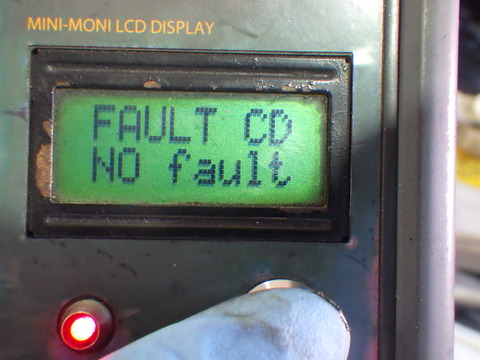 MINI-MONI LCD DISPLAY
FAULT CD
NO fault